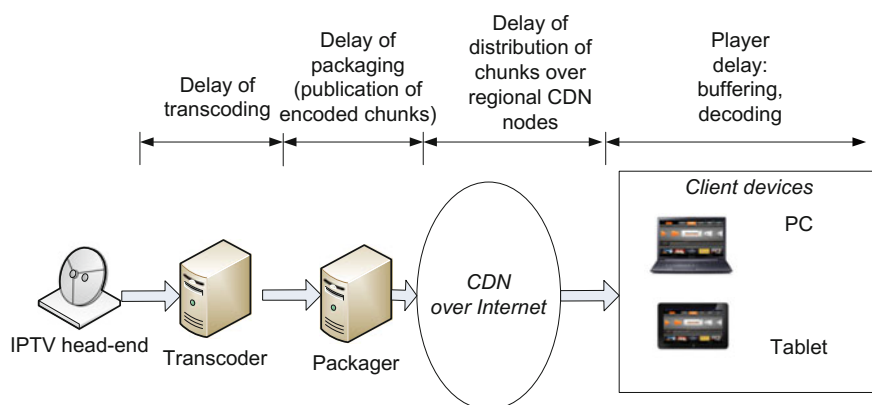 Delay of
transcoding
Delay of
packaging
(publication of
encoded chunks)
Delay of
distribution of
chunks over
regional CDN
nodes
Player
delay:
buffering,
decoding
IPTV head-end
Transcoder
Packager
CDN
over Internet
Client devices
PC
Tablet